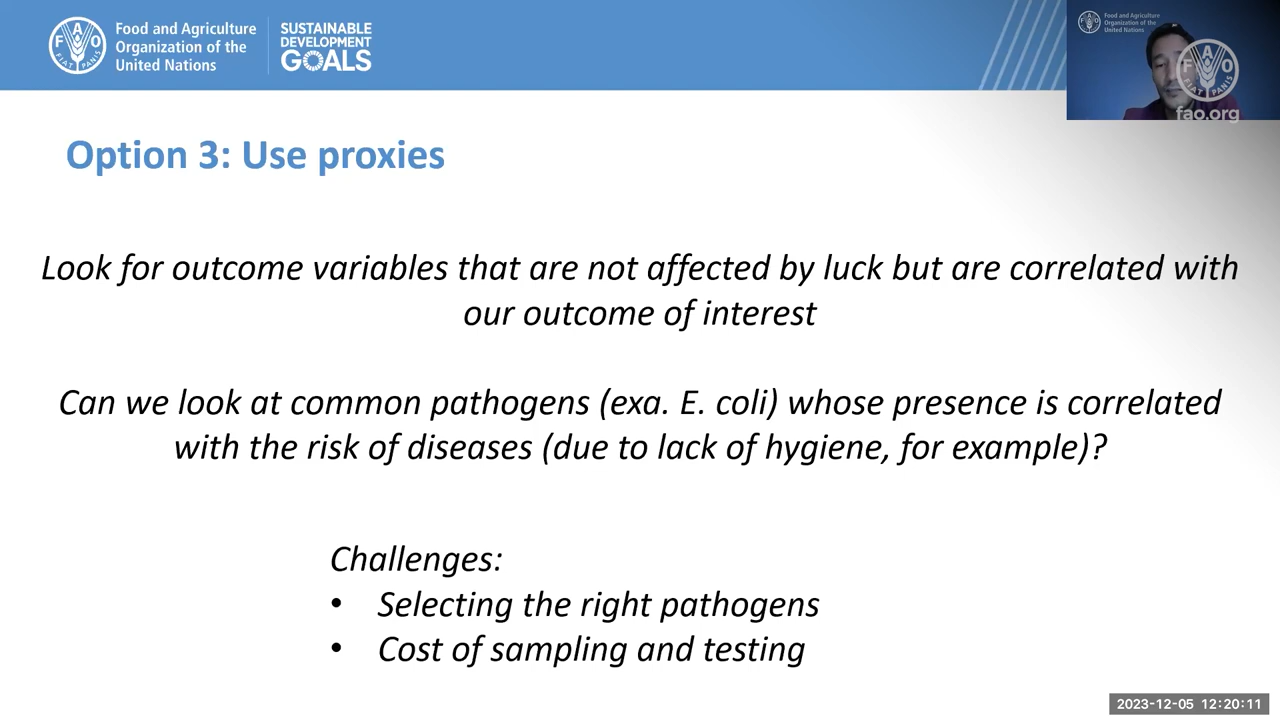 Food and Agriculture
Organization of the
United Nations
SUSTAINABLE
DEVELOPMENT
GOALS
Food and Agriculture
Organization of the
United Nations
F A O
FIAT PANIS
fao.org
Option 3: Use proxies
Look for outcome variables that are not affected by luck but are correlated with
our outcome of interest
Can we look at common pathogens (exa. E. coli) whose presence is correlated
with the risk of diseases (due to lack of hygiene, for example)?
Challenges:
• Selecting the right pathogens
• Cost of sampling and testing
2023-12-05 12:20:11